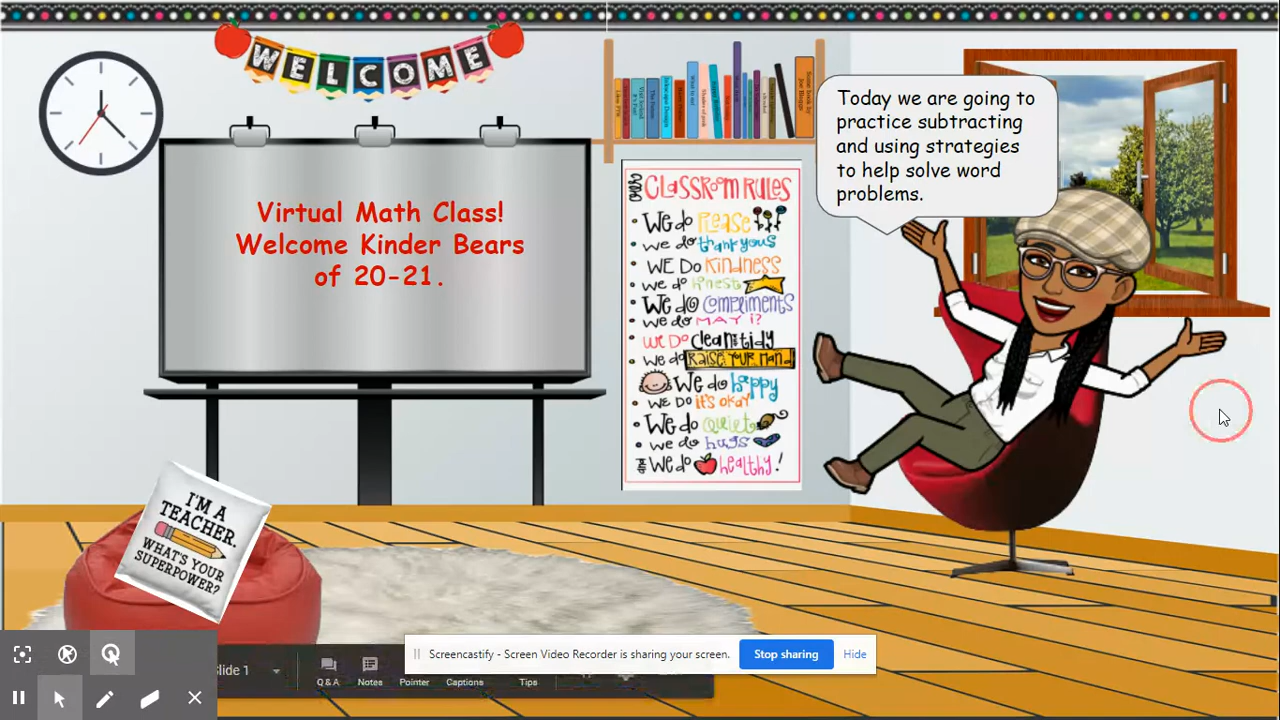 WELCOME
Virtual Math Class!
Welcome Kinder Bears
of 20-21.
CLASSROOM RULES
We do Please
we do thank yous
WE DO KINDNESS
we do honest
We do COMPLIMENTS
we do MAY i?
WE DO clean & tidy
we do RAISE YOUR HAND
We do happy
WE DO it's OKAY
We do quiet
we do hugs
and We do healthy!
Today we are going to
practice subtracting
and using strategies
to help solve word
problems.
I'M A
TEACHER.
WHAT'S YOUR
SUPERPOWER?
Screencastify - Screen Video Recorder is sharing your screen.
Stop sharing
Hide
lide 1
Q & A
Notes
Pointer
Captions
Tips